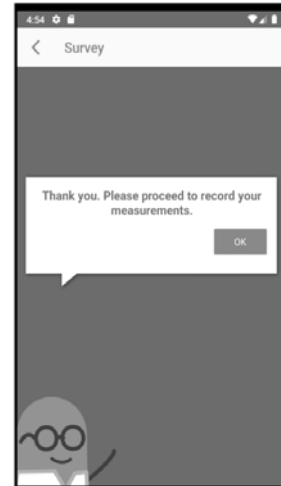 4:54
Survey
Thank you. Please proceed to record your
measurements.
OK